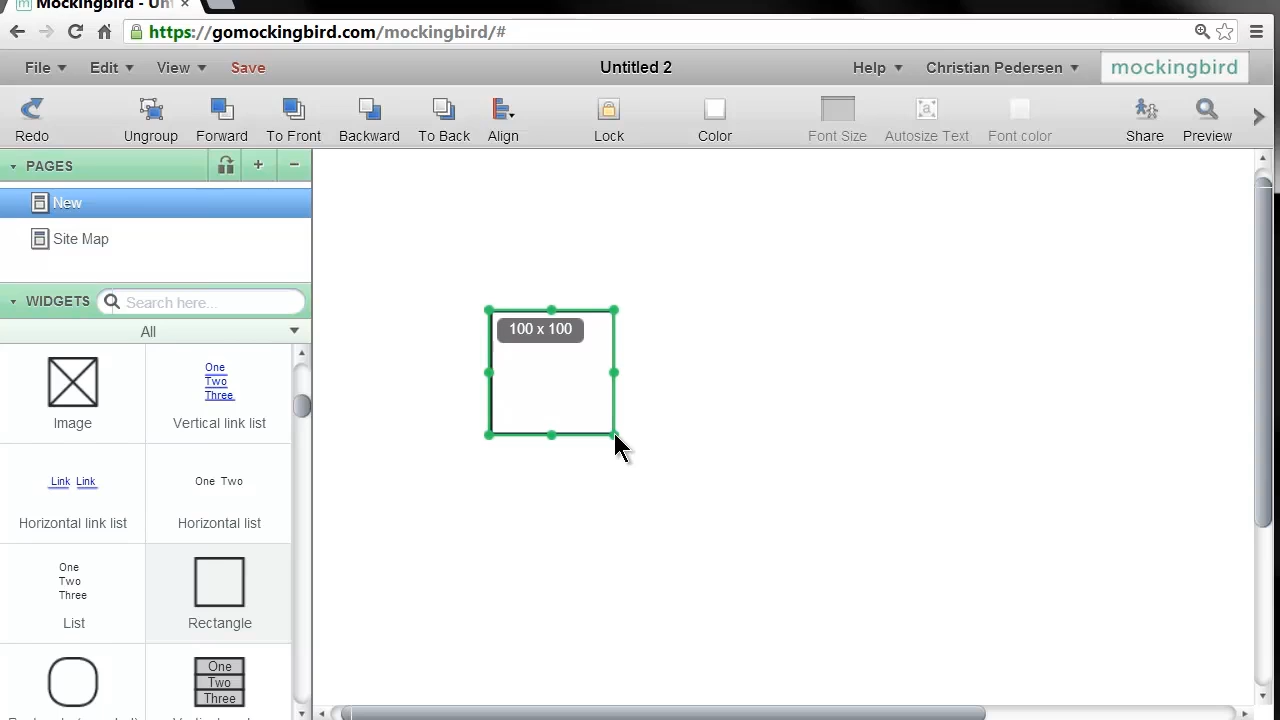 Mockingbird - Unt
https://gomockingbird.com/mockingbird/#
File Edit View Save Untitled 2 Help Christian Pedersen mockingbird
Redo Ungroup Forward To Front Backward To Back Align Lock Color Font Size Autosize Text Font color Share Preview
PAGES
New
Site Map
WIDGETS Search here...
All
Image
One
Two
Three
Vertical link list
Link Link
Horizontal link list
One Two
Horizontal list
One
Two
Three
List
Rectangle
One
Two
Three
100 x 100